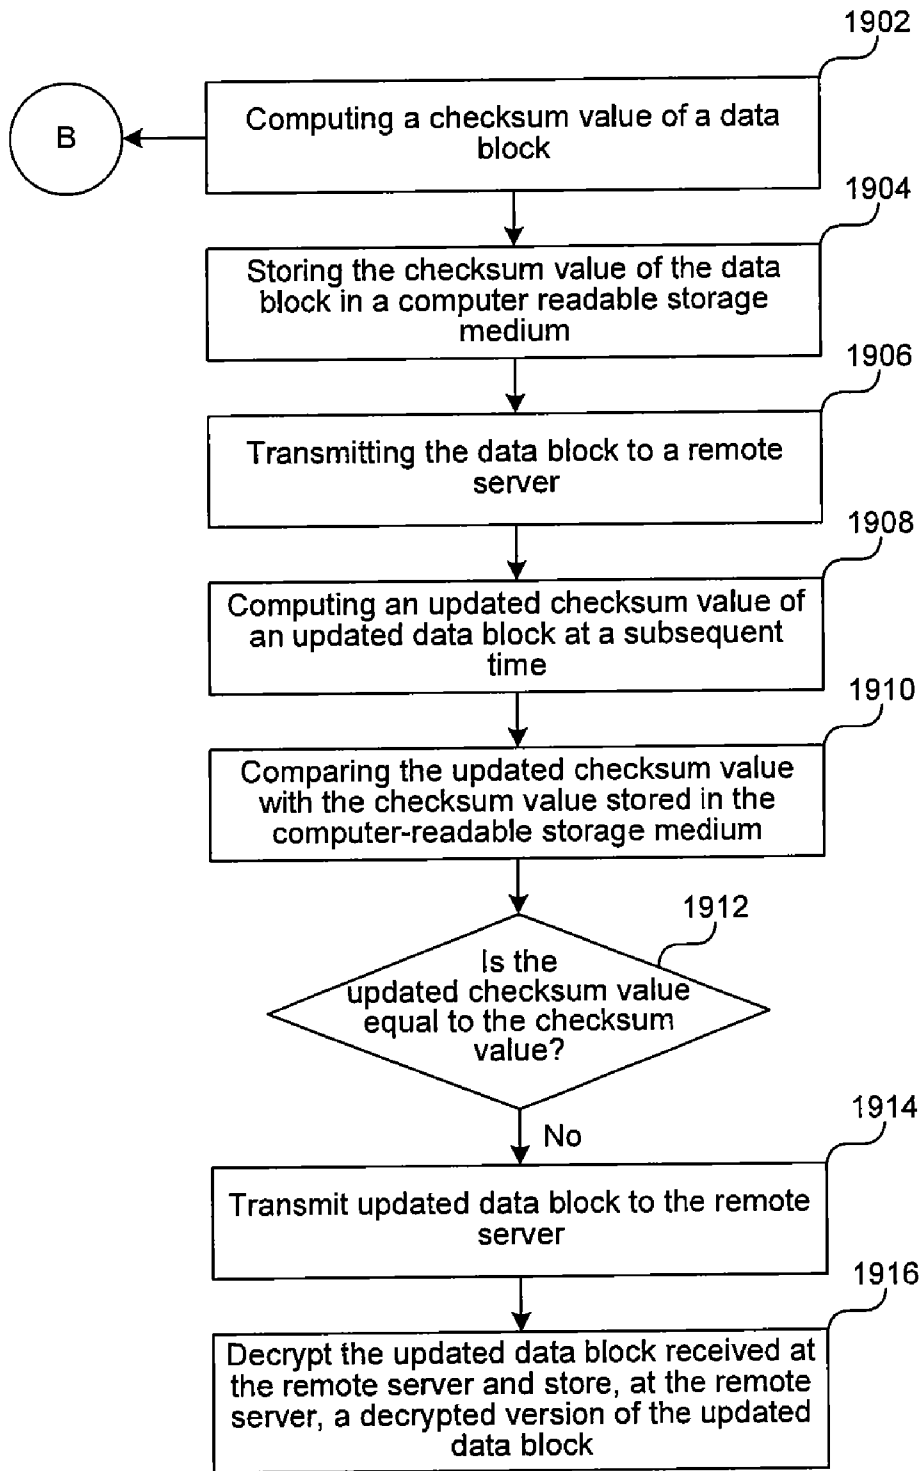 1902
B
Computing a checksum value of a data
block
1904
Storing the checksum value of the data
block in a computer readable storage
medium
1906
Transmitting the data block to a remote
server
1908
Computing an updated checksum value of
an updated data block at a subsequent
time
1910
Comparing the updated checksum value
with the checksum value stored in the
computer-readable storage medium
1912
Is the
updated checksum value
equal to the checksum
value?
No
1914
Transmit updated data block to the remote
server
1916
Decrypt the updated data block received at
the remote server and store, at the remote
server, a decrypted version of the updated
data block